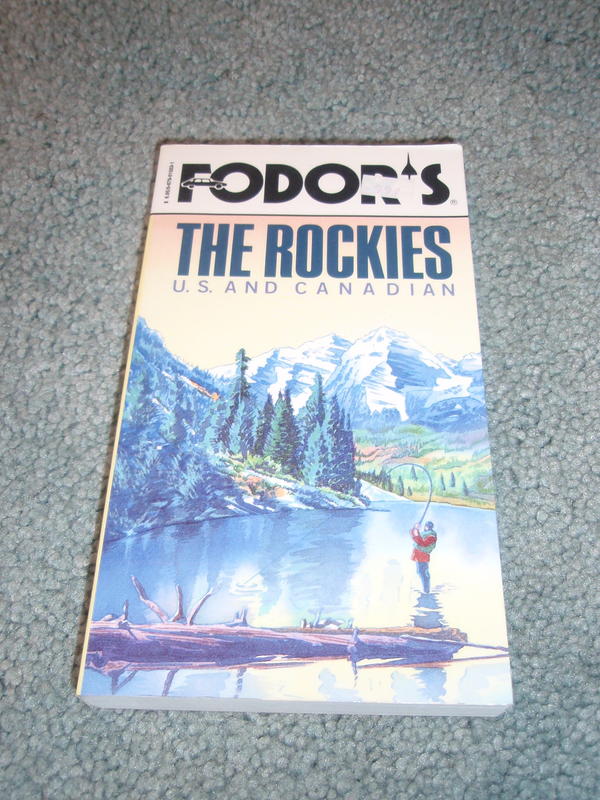 FODOR'S®
THE ROCKIES
U.S. AND CANADIAN